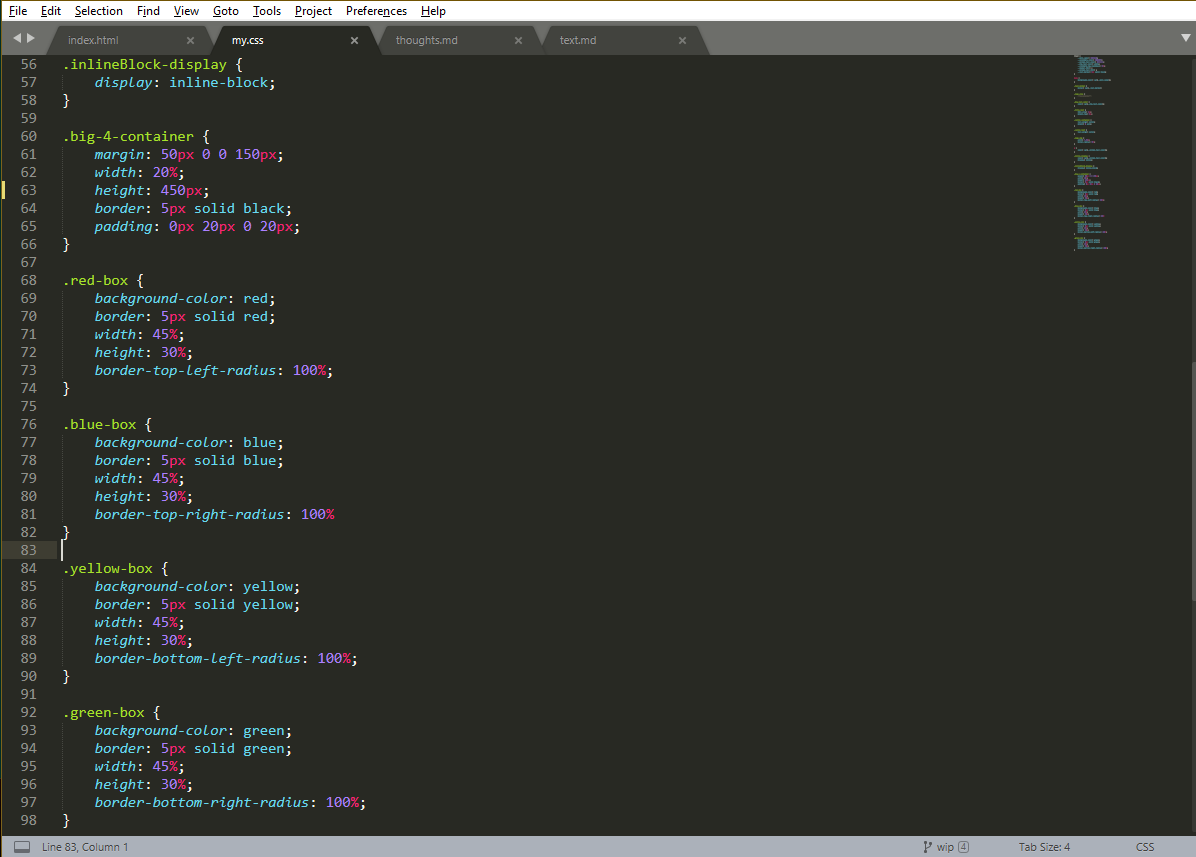 File Edit Selection Find View Goto Tools Project Preferences Help
index.html × my.css × thoughts.md × text.md ×
56 .inlineBlock-display {
57     display: inline-block;
58 }
59
60 .big-4-container {
61     margin: 50px 0 0 150px;
62     width: 20%;
63     height: 450px;
64     border: 5px solid black;
65     padding: 0px 20px 0 20px;
66 }
67
68 .red-box {
69     background-color: red;
70     border: 5px solid red;
71     width: 45%;
72     height: 30%;
73     border-top-left-radius: 100%;
74 }
75
76 .blue-box {
77     background-color: blue;
78     border: 5px solid blue;
79     width: 45%;
80     height: 30%;
81     border-top-right-radius: 100%
82 }
83
84 .yellow-box {
85     background-color: yellow;
86     border: 5px solid yellow;
87     width: 45%;
88     height: 30%;
89     border-bottom-left-radius: 100%;
90 }
91
92 .green-box {
93     background-color: green;
94     border: 5px solid green;
95     width: 45%;
96     height: 30%;
97     border-bottom-right-radius: 100%;
98 }
Line 83, Column 1 wip 4 Tab Size: 4 CSS